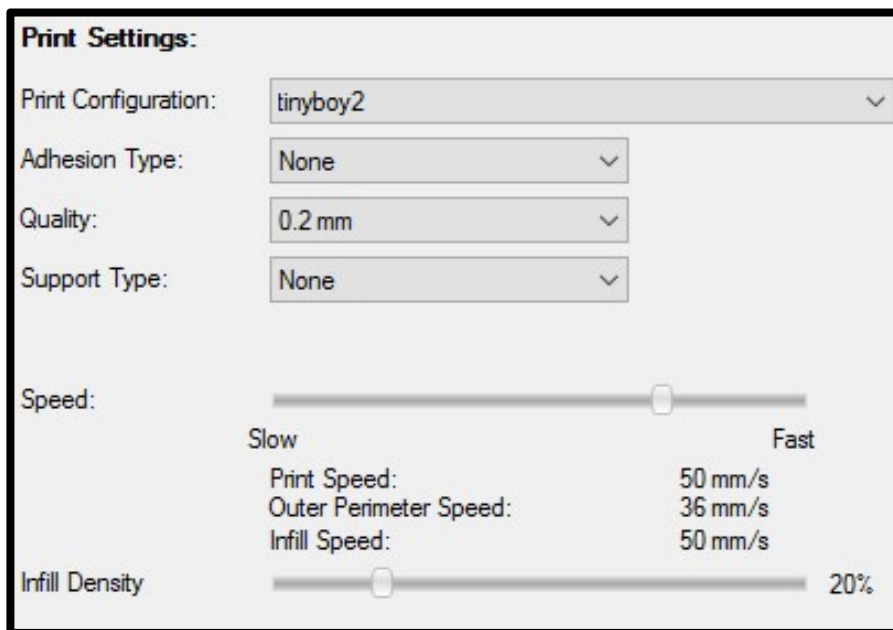 Print Settings:
Print Configuration: tinyboy2
Adhesion Type: None
Quality: 0.2 mm
Support Type: None
Speed:
Slow Fast
Print Speed: 50 mm/s
Outer Perimeter Speed: 36 mm/s
Infill Speed: 50 mm/s
Infill Density 20%